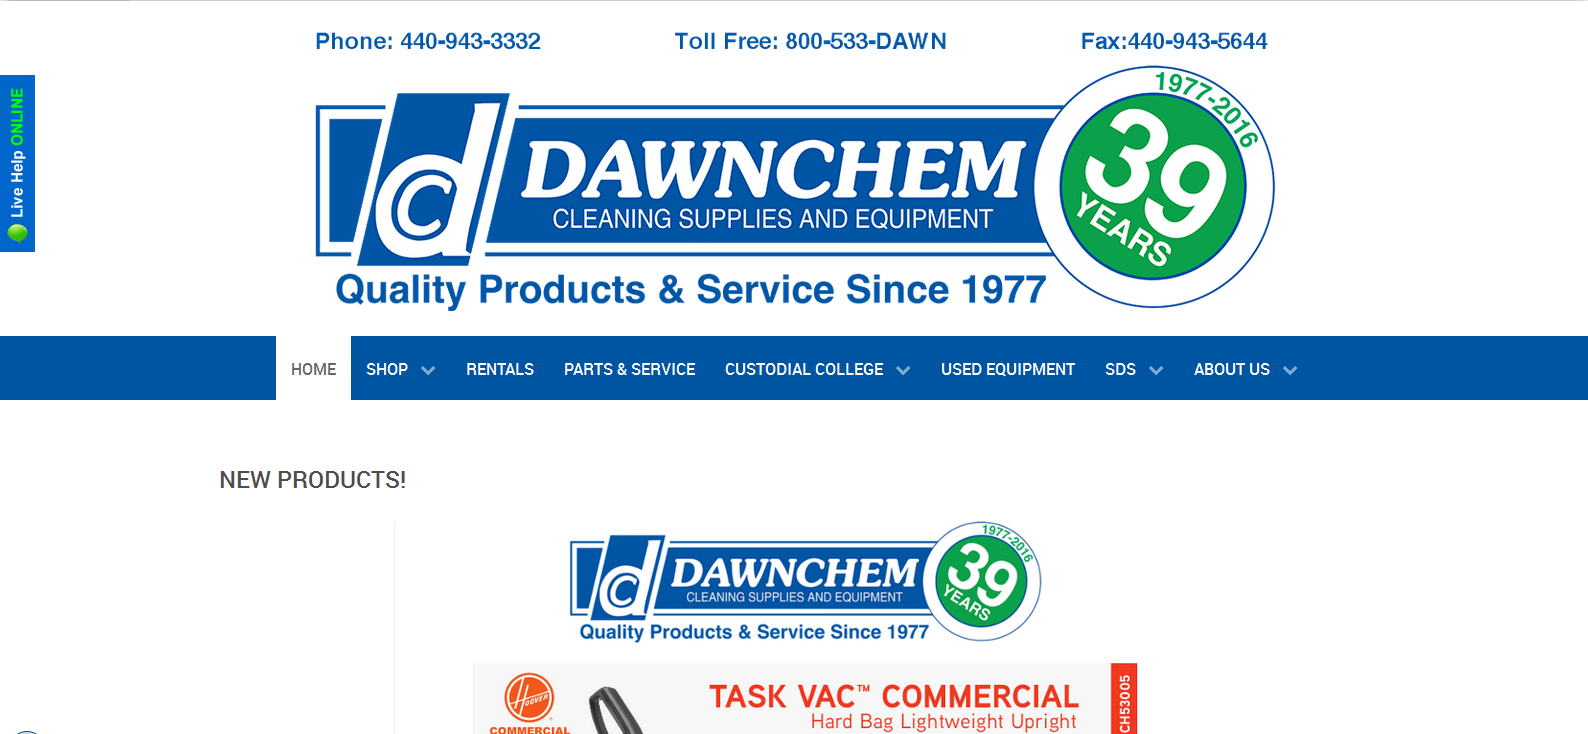 Phone: 440-943-3332 Toll Free: 800-533-DAWN Fax:440-943-5644
Live Help ONLINE
dc DAWNCHEM
CLEANING SUPPLIES AND EQUIPMENT
1977-2016
39
YEARS
Quality Products & Service Since 1977
HOME SHOP RENTALS PARTS & SERVICE CUSTODIAL COLLEGE USED EQUIPMENT SDS ABOUT US
NEW PRODUCTS!
dc DAWNCHEM
CLEANING SUPPLIES AND EQUIPMENT
1977-2016
39
YEARS
Quality Products & Service Since 1977
HOOVER
COMMERCIAL
TASK VAC™ COMMERCIAL
Hard Bag Lightweight Upright
CH53005